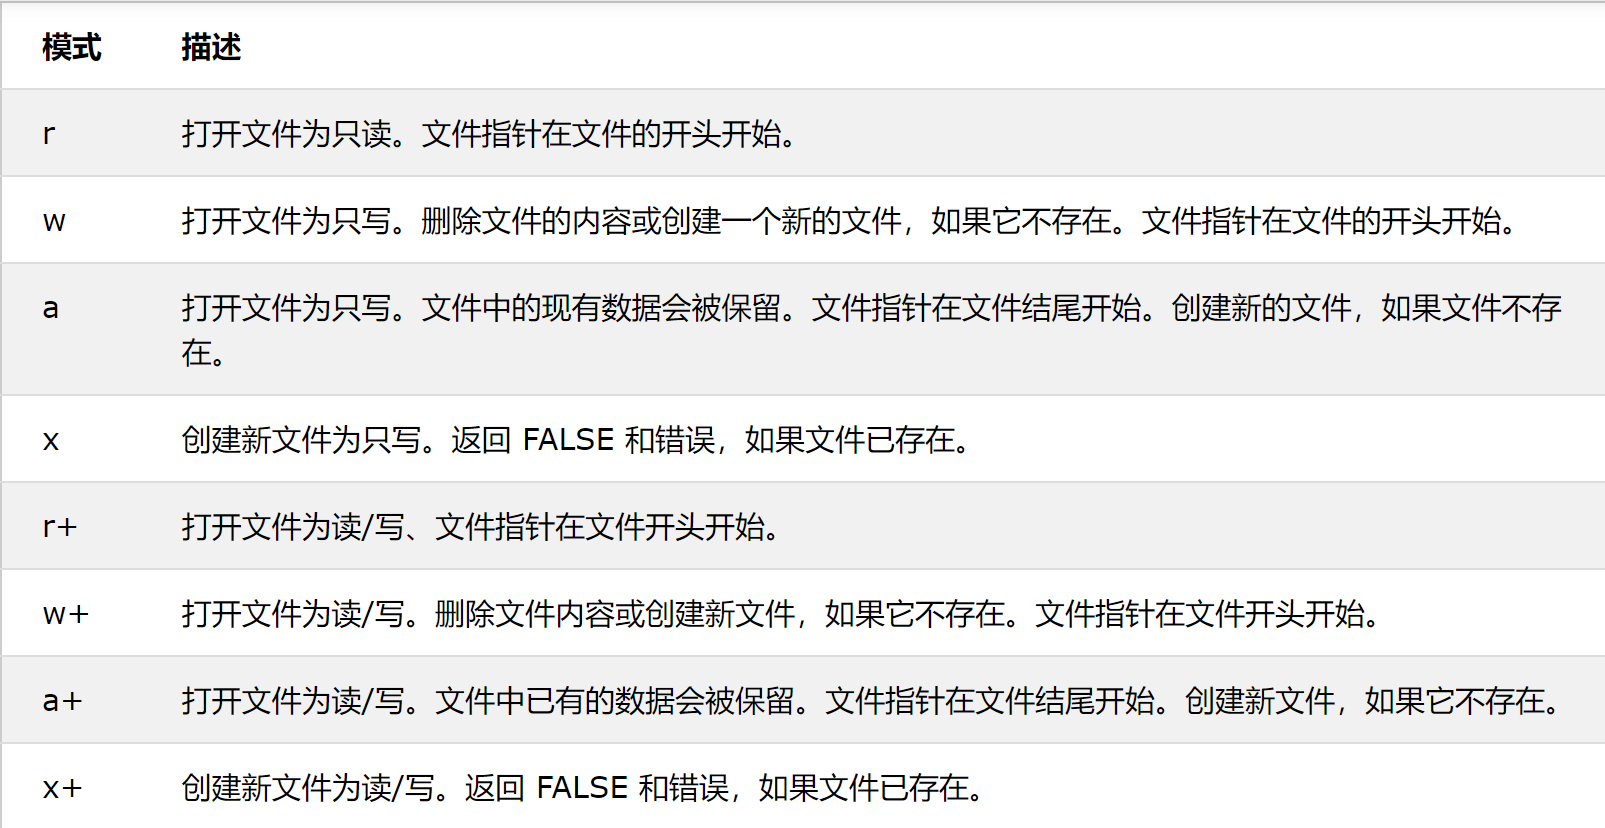 模式 描述
r 打开文件为只读。文件指针在文件的开头开始。
w 打开文件为只写。删除文件的内容或创建一个新的文件，如果它不存在。文件指针在文件的开头开始。
a 打开文件为只写。文件中的现有数据会被保留。文件指针在文件结尾开始。创建新的文件，如果文件不存
在。
x 创建新文件为只写。返回 FALSE 和错误，如果文件已存在。
r+ 打开文件为读/写、文件指针在文件开头开始。
w+ 打开文件为读/写。删除文件内容或创建新文件，如果它不存在。文件指针在文件开头开始。
a+ 打开文件为读/写。文件中已有的数据会被保留。文件指针在文件结尾开始。创建新文件，如果它不存在。
x+ 创建新文件为读/写。返回 FALSE 和错误，如果文件已存在。